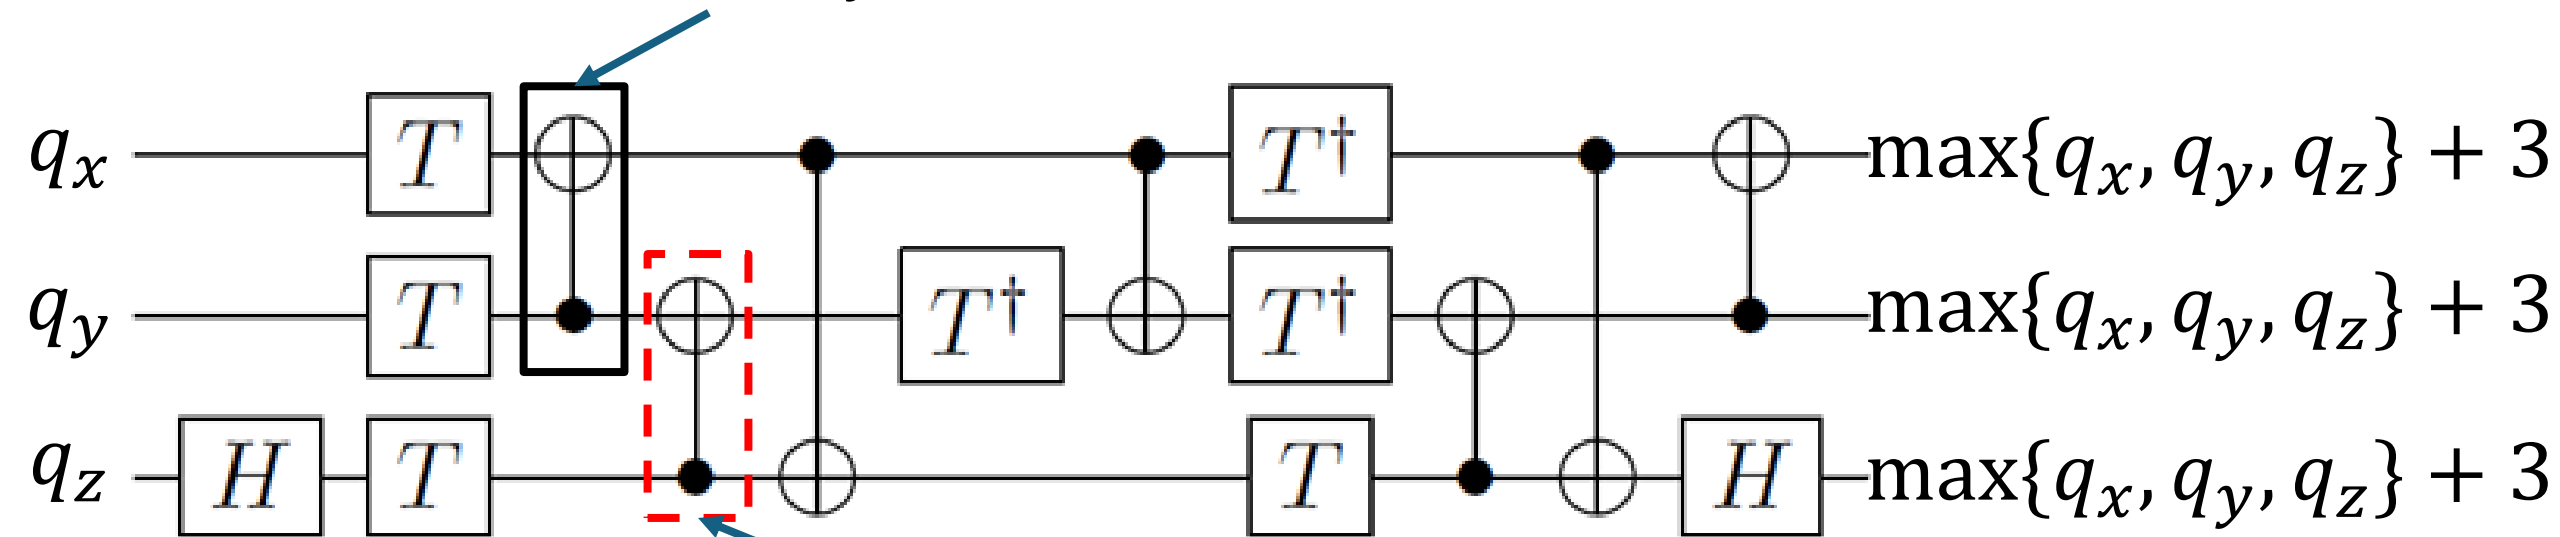 q_x T T† max{q_x, q_y, q_z} + 3
q_y T T† T† max{q_x, q_y, q_z} + 3
q_z H T T H max{q_x, q_y, q_z} + 3